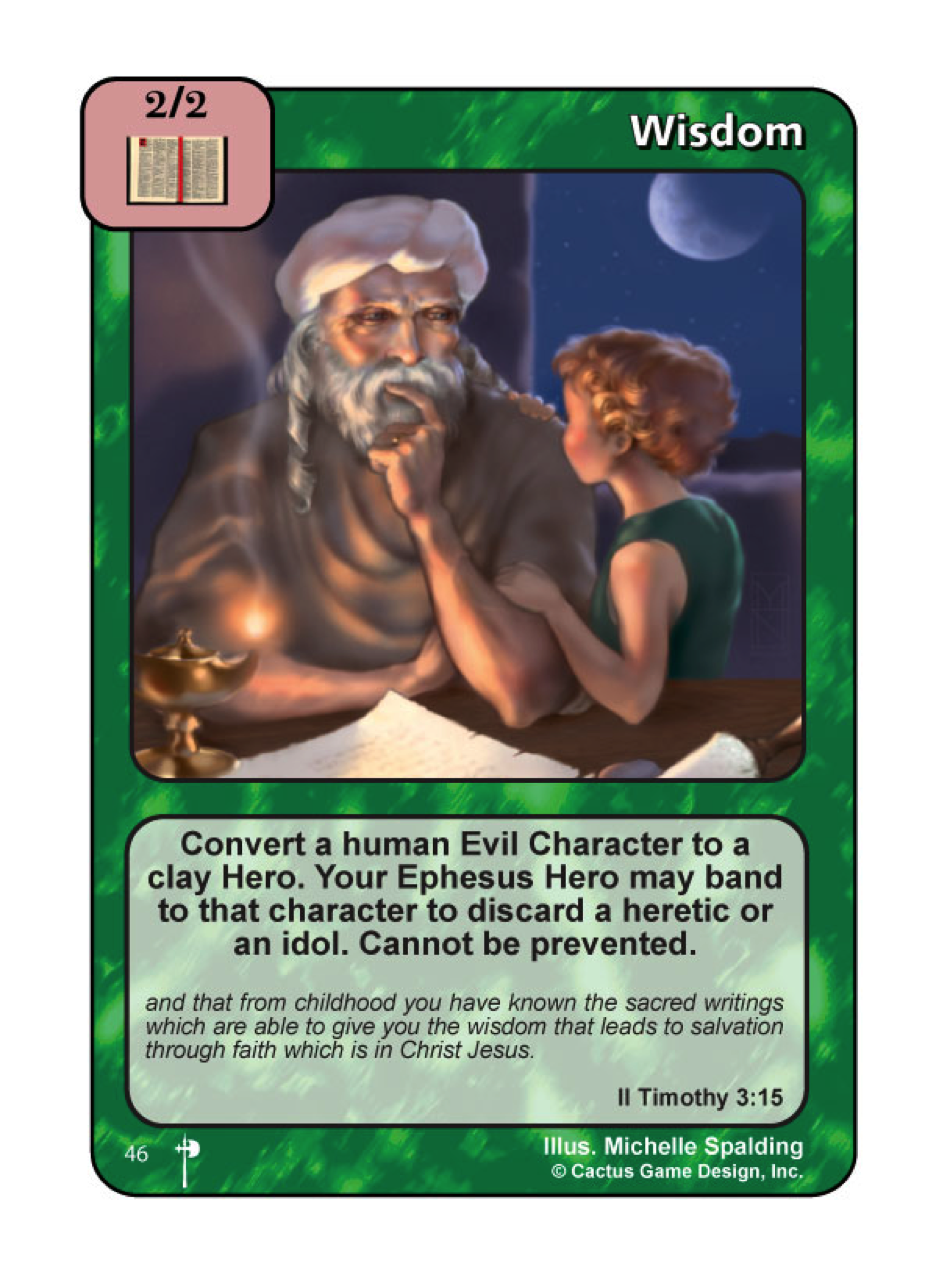 2/2
Wisdom
Convert a human Evil Character to a
clay Hero. Your Ephesus Hero may band
to that character to discard a heretic or
an idol. Cannot be prevented.
and that from childhood you have known the sacred writings
which are able to give you the wisdom that leads to salvation
through faith which is in Christ Jesus.
II Timothy 3:15
46
Illus. Michelle Spalding
© Cactus Game Design, Inc.